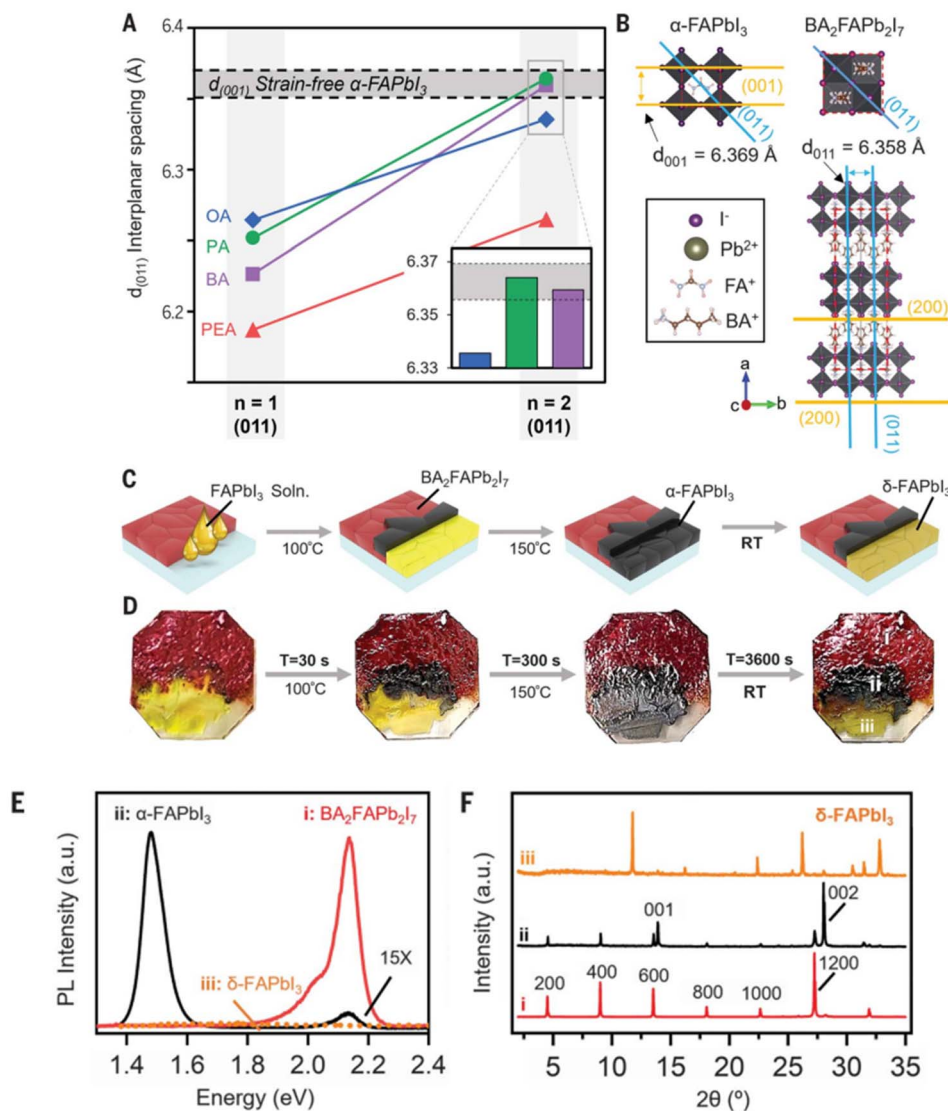 A
d(011) Interplanar spacing (Å)
6.4
6.3
6.2
d(001) Strain-free α-FAPbI3
OA
PA
BA
PEA
6.37
6.35
6.33
n = 1
(011)
n = 2
(011)
B
α-FAPbI3
BA2FAPb2I7
(001)
(011)
(011)
d001 = 6.369 Å
d011 = 6.358 Å
I-
Pb2+
FA+
BA+
a
c
b
(200)
(200)
(011)
C
FAPbI3 Soln.
100°C
BA2FAPb2I7
150°C
α-FAPbI3
RT
δ-FAPbI3
D
T=30 s
100°C
T=300 s
150°C
T=3600 s
RT
i
ii
iii
E
PL Intensity (a.u.)
ii: α-FAPbI3
i: BA2FAPb2I7
15X
iii: δ-FAPbI3
1.4 1.6 1.8 2.0 2.2 2.4
Energy (eV)
F
Intensity (a.u.)
δ-FAPbI3
iii
ii
001
002
i
200
400
600
800
1000
1200
5 10 15 20 25 30 35
2θ (º)